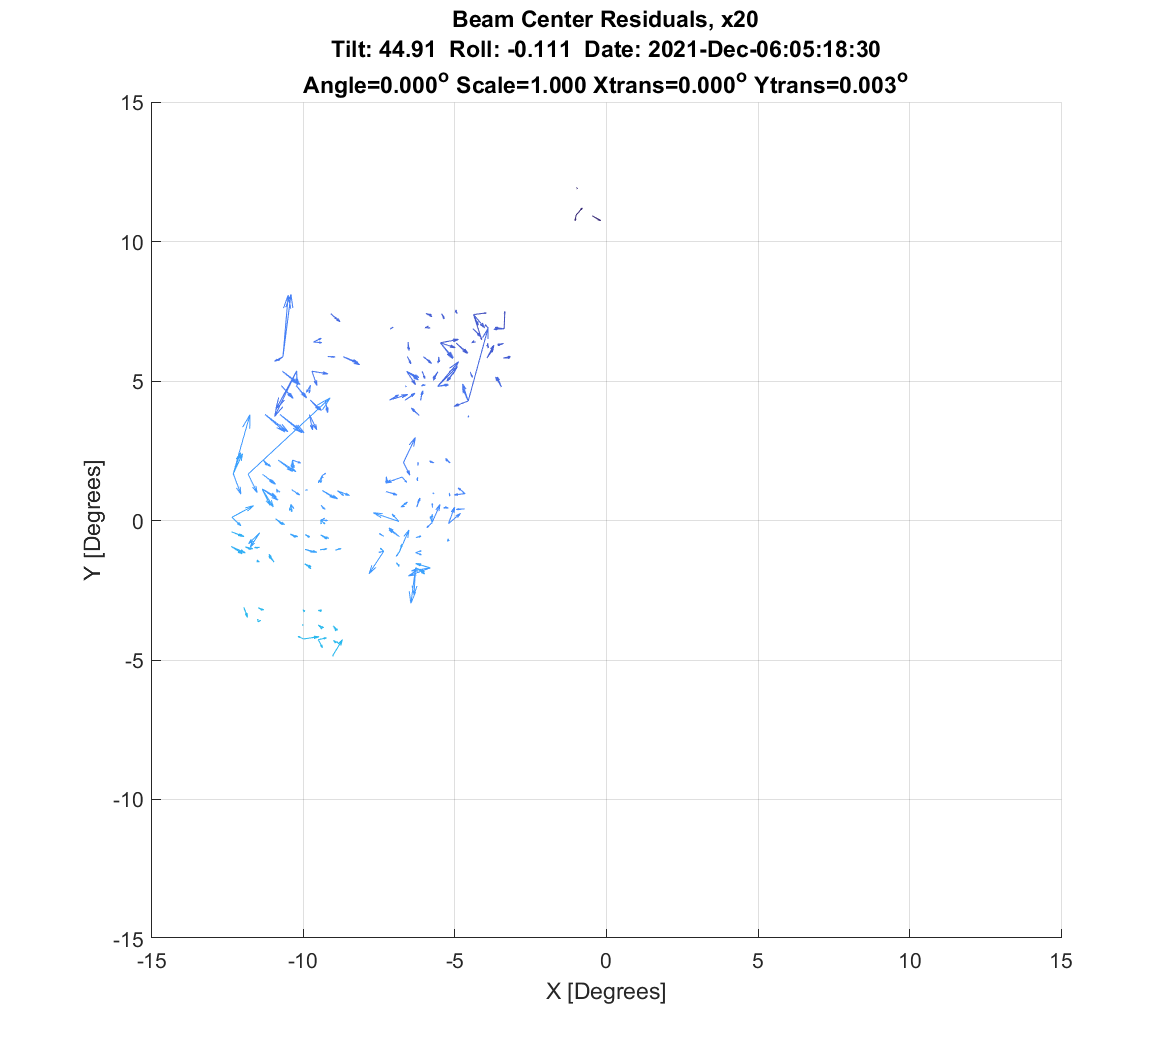 Beam Center Residuals, x20
Tilt: 44.91 Roll: -0.111 Date: 2021-Dec-06:05:18:30
Angle=0.000° Scale=1.000 Xtrans=0.000° Ytrans=0.003°
15
10
5
0
-5
-10
-15
Y [Degrees]
-15 -10 -5 0 5 10 15
X [Degrees]